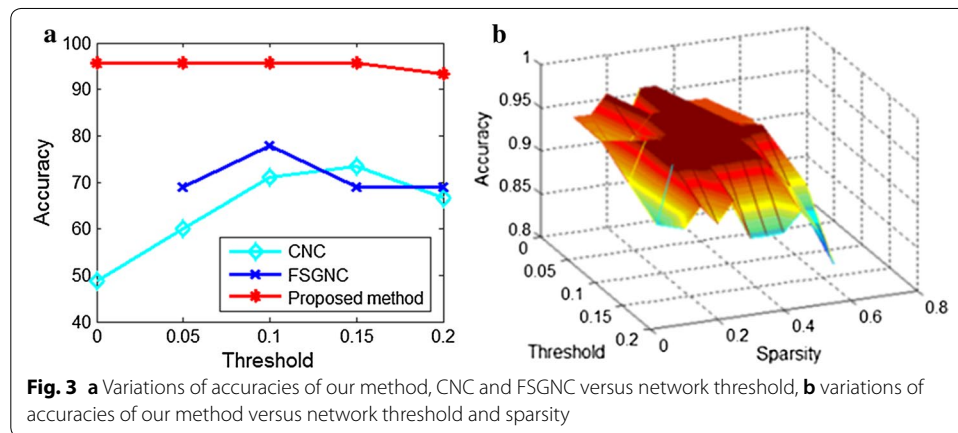 a
100
90
80
70
60
50
40
Accuracy
0
0.05
0.1
0.15
0.2
Threshold
CNC
FSGNC
Proposed method
b
1
0.95
0.9
0.85
0.8
Accuracy
0
0.05
0.1
0.15
0.2
Threshold
0
0.2
0.4
0.6
0.8
Sparsity
Fig. 3 a Variations of accuracies of our method, CNC and FSGNC versus network threshold, b variations of
accuracies of our method versus network threshold and sparsity